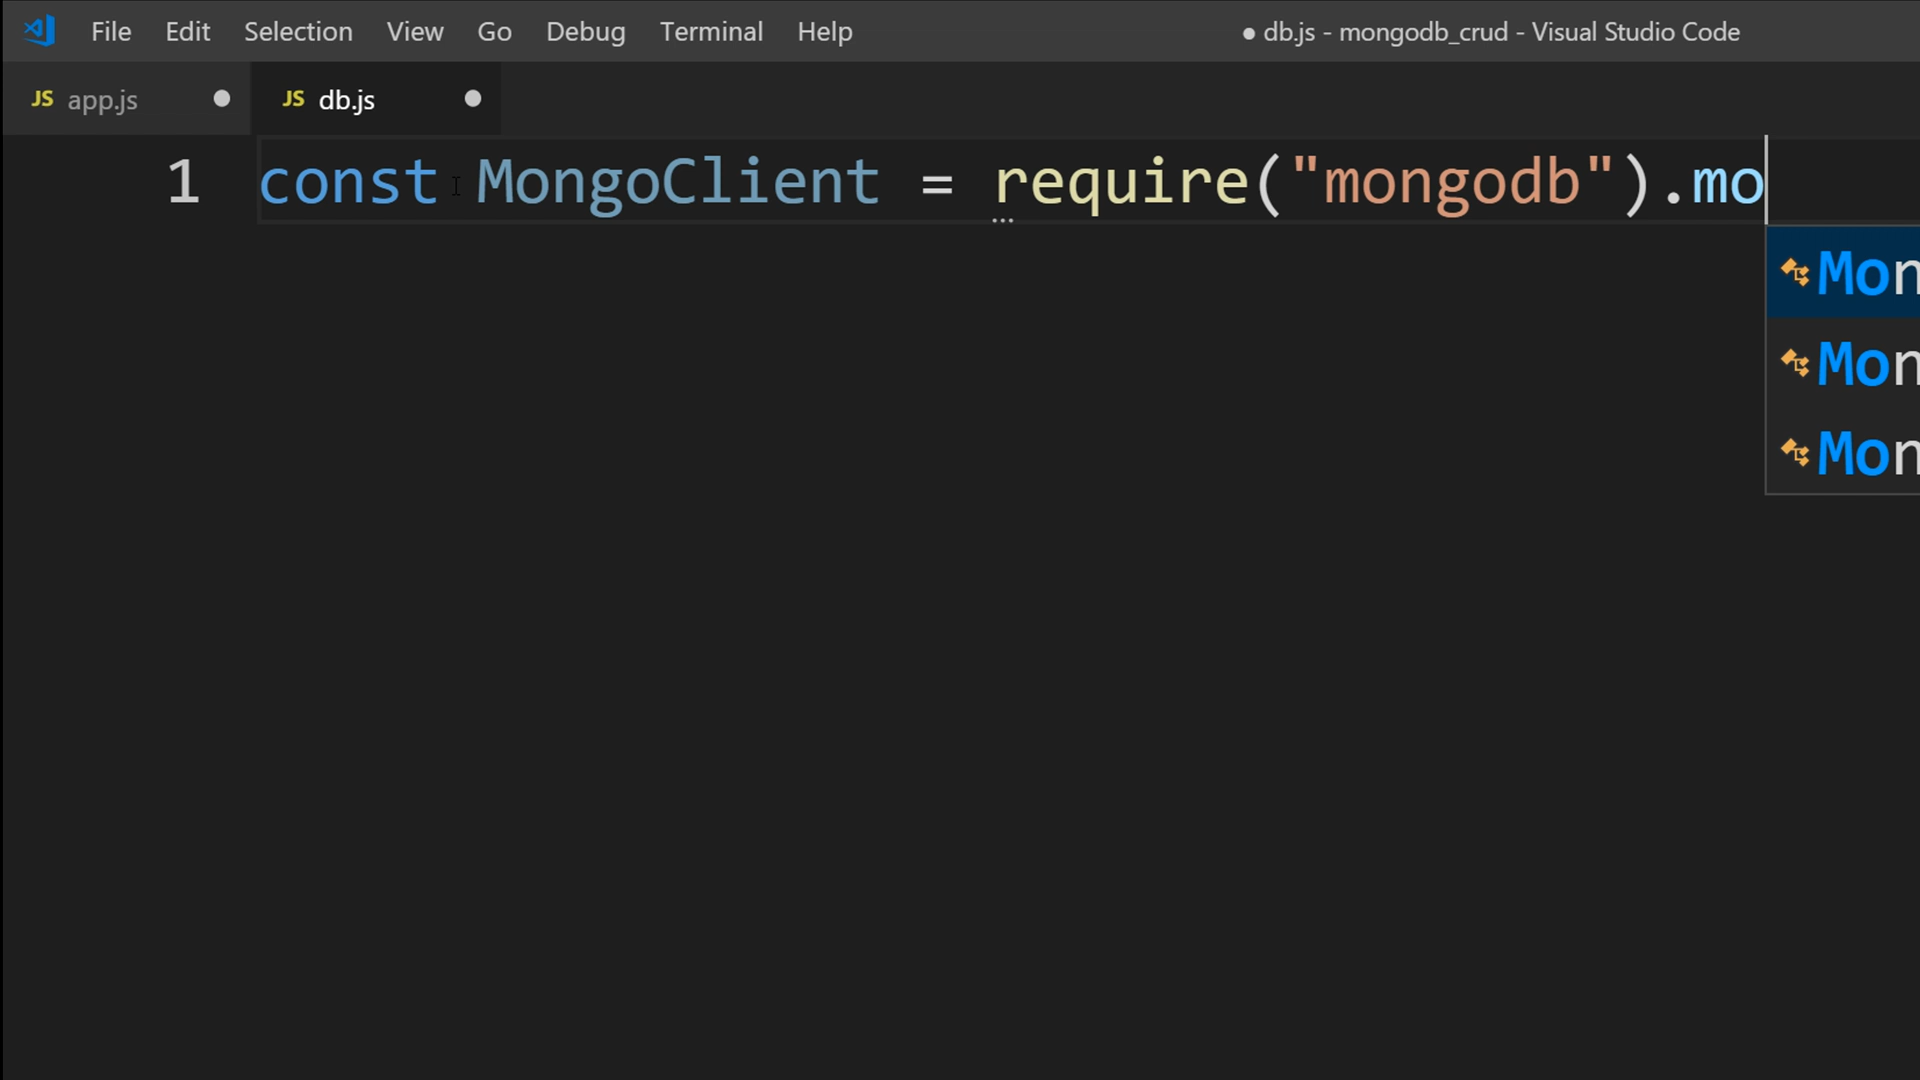 File Edit Selection View Go Debug Terminal Help ● db.js - mongodb_crud - Visual Studio Code
JS app.js ● JS db.js ●
1 const MongoClient = require("mongodb").mo
Mon
Mon
Mon